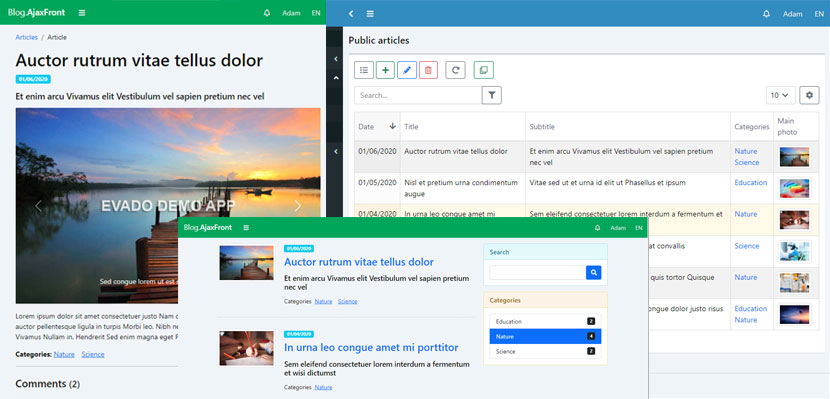 Blog.AjaxFront
Adam
EN
Articles / Article
Auctor rutrum vitae tellus dolor
01/06/2020
Et enim arcu Vivamus elit Vestibulum vel sapien pretium nec vel
EVADO DEMO APP
Sed congue lorem ut est
Lorem ipsum dolor sit amet consectetuer justo Nam
auctor pellentesque ligula in turpis Morbi leo. Nibh
Vivamus Nullam in. Hendrerit Sed enim magna eget
Categories: Nature Science
Comments (2)
Adam
EN
Public articles
Search...
10
Date
Title
Subtitle
Categories
Main
photo
01/06/2020
Auctor rutrum vitae tellus dolor
Et enim arcu Vivamus elit Vestibulum vel sapien pretium
nec vel
Nature
Science
01/05/2020
Nisl et pretium urna condimentum
augue
Vitae sed ut et urna id elit ut Phasellus et ipsum
Education
01/04/2020
In urna leo congue amet mi
Sem eleifend consectetuer lorem interdum a fermentum et
Nature
at convallis
Science
quis tortor Quisque
Nature
ongue dolor justo risus
Education
Nature
Blog.AjaxFront
Adam
EN
01/06/2020
Auctor rutrum vitae tellus dolor
Et enim arcu Vivamus elit Vestibulum vel sapien pretium
nec vel
Categories Nature Science
01/04/2020
In urna leo congue amet mi porttitor
Sem eleifend consectetuer lorem interdum a fermentum
et wisi dictumst
Categories Nature
Search
Categories
Education 2
Nature 4
Science 2